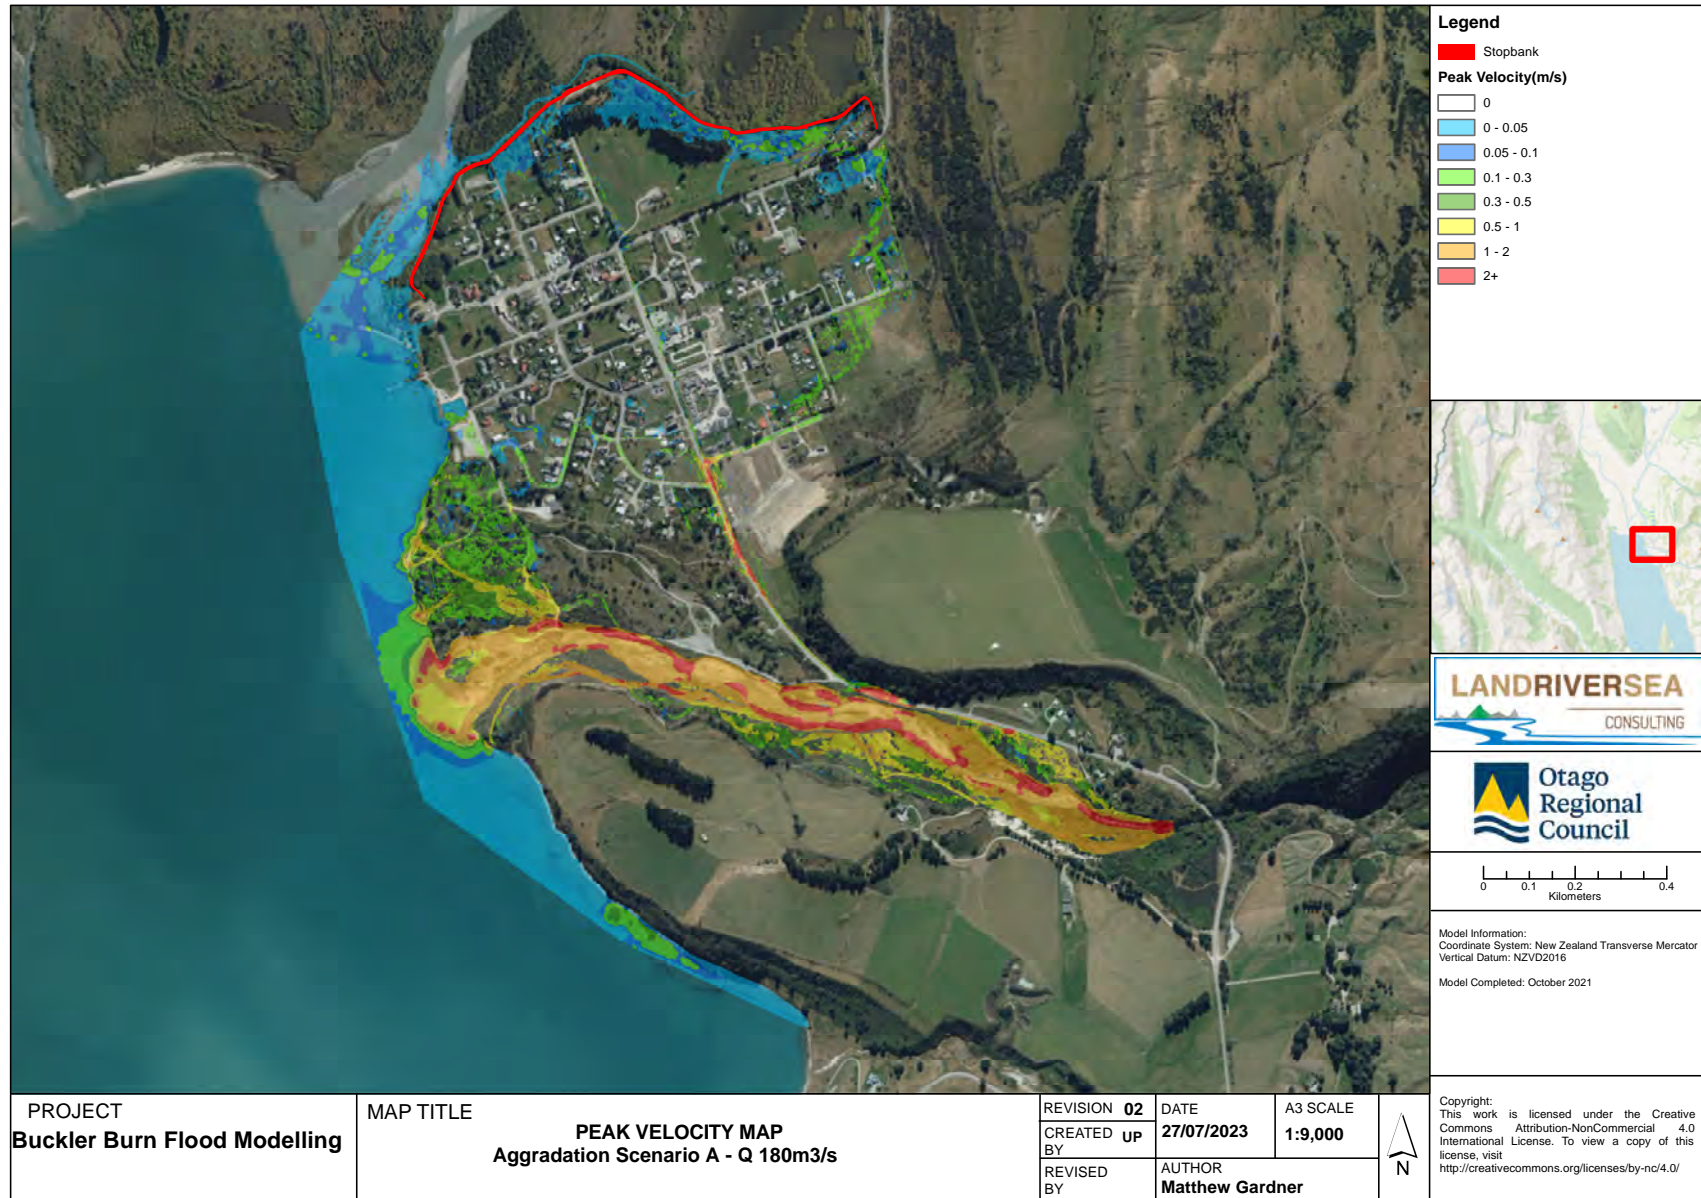 Legend
Stopbank
Peak Velocity(m/s)
0
0 - 0.05
0.05 - 0.1
0.1 - 0.3
0.3 - 0.5
0.5 - 1
1 - 2
2+
LANDRIVERSEA
CONSULTING
Otago
Regional
Council
0 0.1 0.2 0.4
Kilometers
Model Information:
Coordinate System: New Zealand Transverse Mercator
Vertical Datum: NZVD2016
Model Completed: October 2021
Copyright:
This work is licensed under the Creative
Commons Attribution-NonCommercial 4.0
International License. To view a copy of this
license, visit
http://creativecommons.org/licenses/by-nc/4.0/
PROJECT
Buckler Burn Flood Modelling
MAP TITLE
PEAK VELOCITY MAP
Aggradation Scenario A - Q 180m3/s
REVISION 02
CREATED BY UP
REVISED BY
DATE
27/07/2023
A3 SCALE
1:9,000
AUTHOR
Matthew Gardner
N